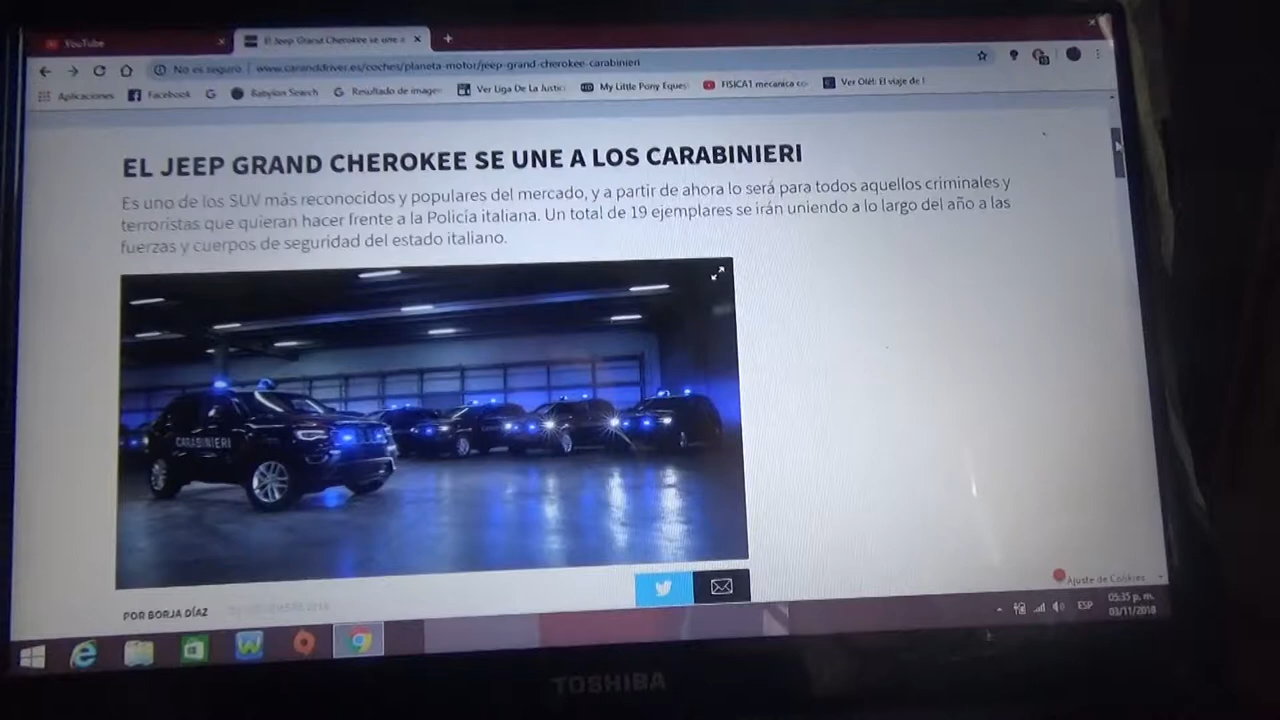 YouTube
El Jeep Grand Cherokee se une a
No es seguro | www.caranddriver.es/coches/planeta-motor/jeep-grand-cherokee-carabinieri
Aplicaciones Facebook Babylon Search Resultado de image Ver Liga De La Justic My Little Pony Eques FISICA1 mecanica co Ver Olé!: El viaje de
EL JEEP GRAND CHEROKEE SE UNE A LOS CARABINIERI
Es uno de los SUV más reconocidos y populares del mercado, y a partir de ahora lo será para todos aquellos criminales y
terroristas que quieran hacer frente a la Policía italiana. Un total de 19 ejemplares se irán uniendo a lo largo del año a las
fuerzas y cuerpos de seguridad del estado italiano.
CARABINIERI
POR BORJA DÍAZ
Ajuste de Cookies
ESP
05:35 p. m.
03/11/2018
TOSHIBA